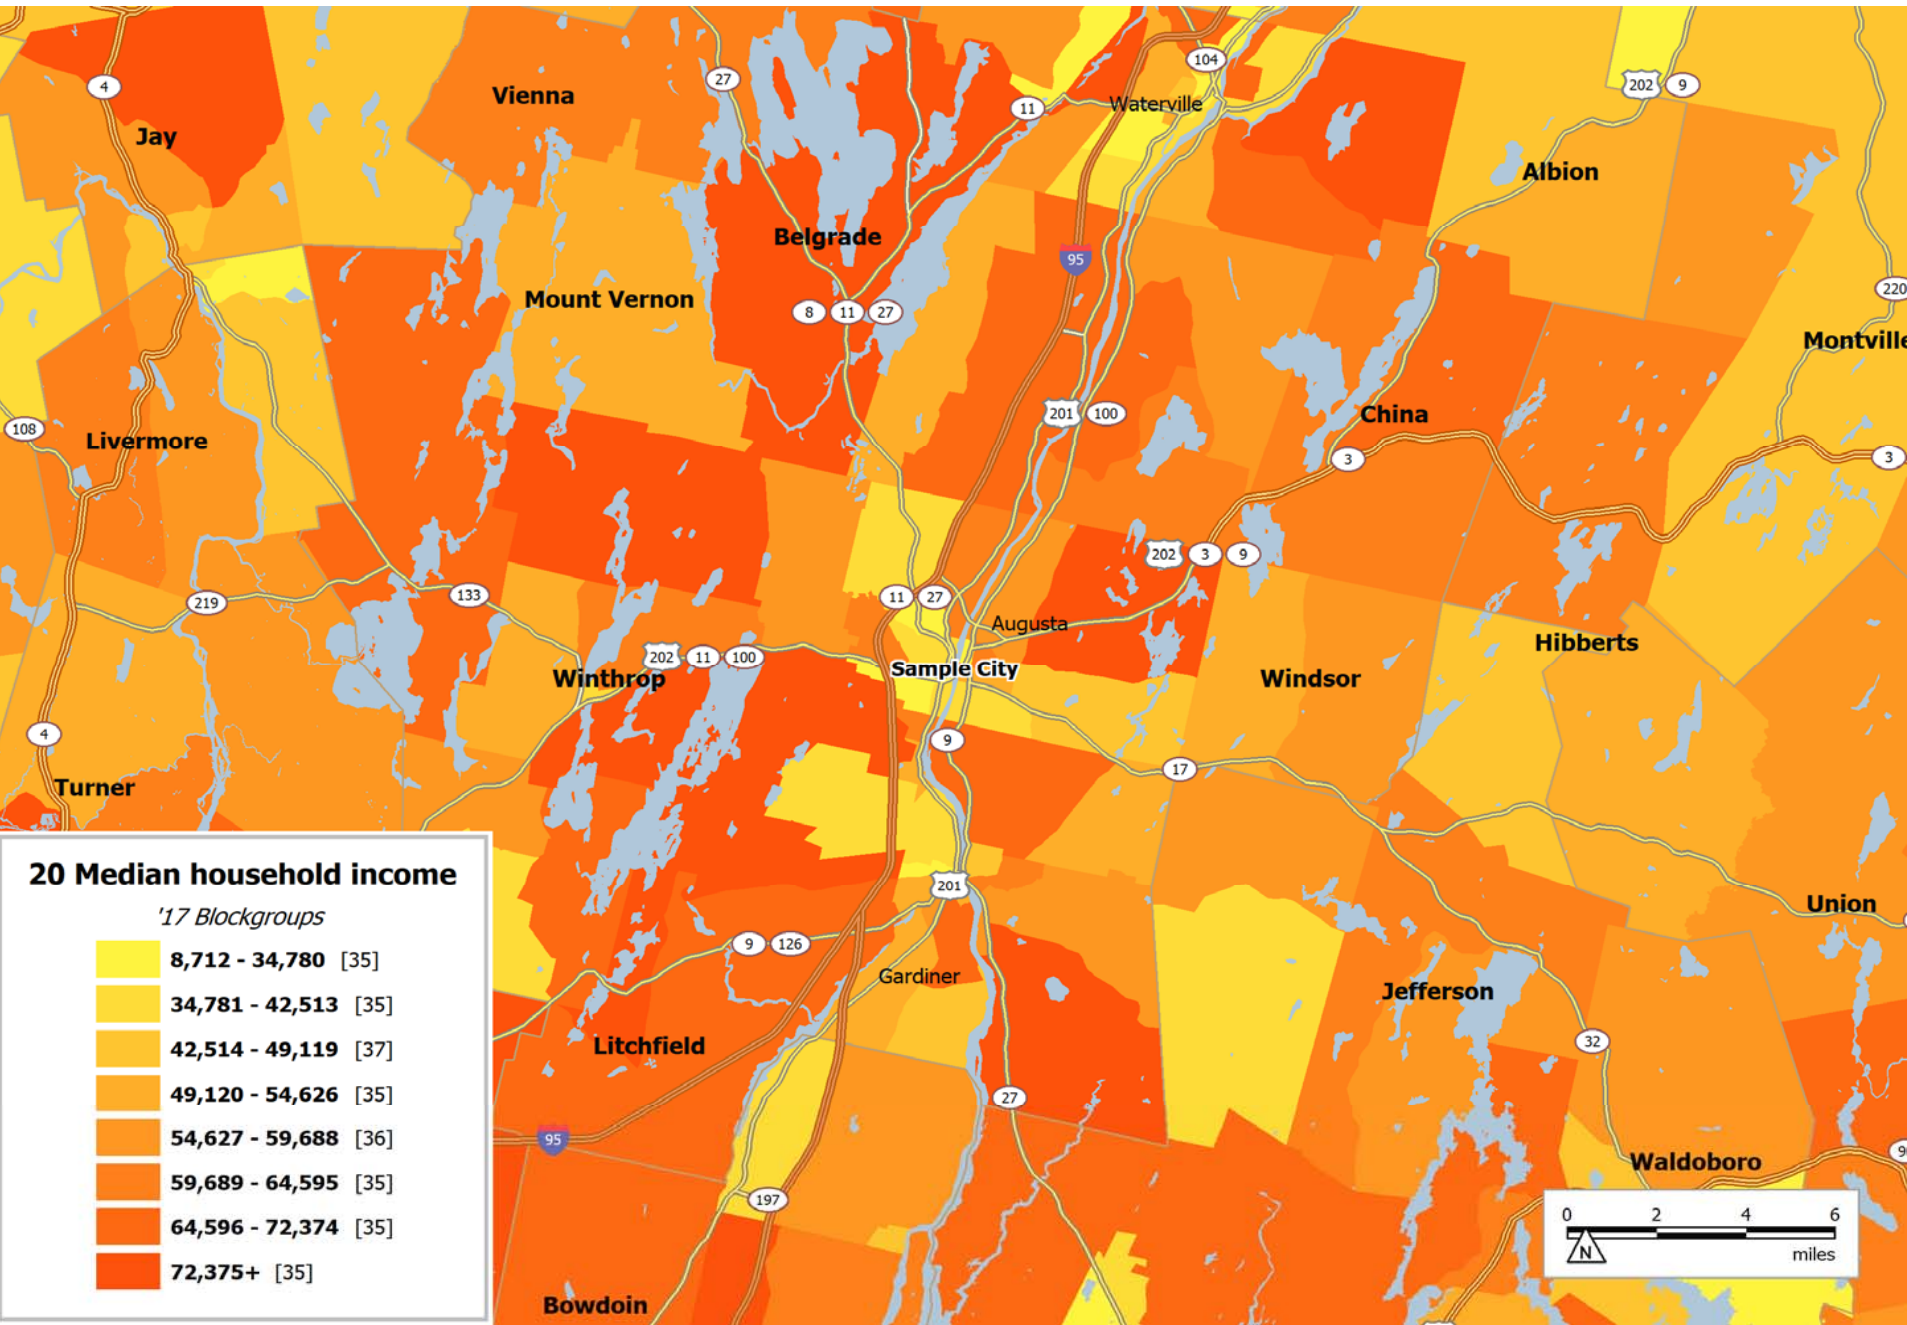 104
27
202 9
4
Vienna
11
Waterville
Jay
Albion
Belgrade
95
220
Mount Vernon
8 11 27
Montville
201 100
China
108
Livermore
3
3
202 3 9
133
11 27
219
Augusta
Hibberts
202 11 100
Sample City
Winthrop
Windsor
4
9
17
Turner
20 Median household income
'17 Blockgroups
8,712 - 34,780 [35]
34,781 - 42,513 [35]
42,514 - 49,119 [37]
49,120 - 54,626 [35]
54,627 - 59,688 [36]
59,689 - 64,595 [35]
64,596 - 72,374 [35]
72,375+ [35]
201
Union
9 126
Gardiner
Jefferson
Litchfield
32
27
95
Waldoboro
197
0 2 4 6
N
miles
Bowdoin